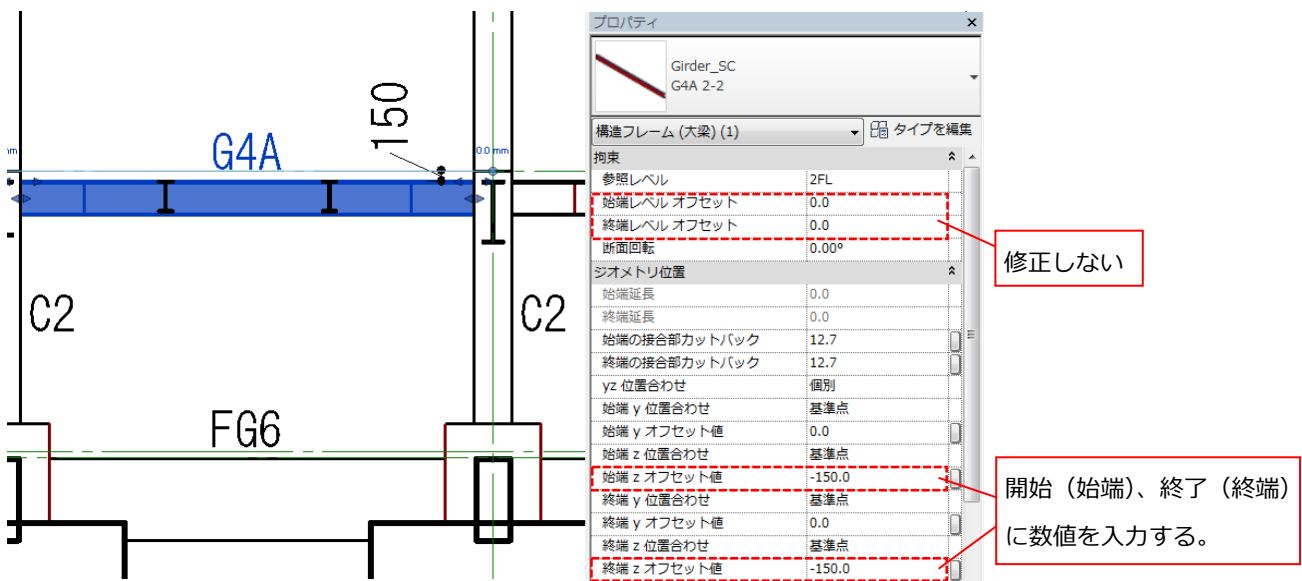 150
G4A
mm
0.0 mm
C2
C2
FG6
プロパティ
×
Girder_SC
G4A 2-2
構造フレーム (大梁) (1)
タイプを編集
拘束
参照レベル 2FL
始端レベル オフセット 0.0
終端レベル オフセット 0.0
断面回転 0.00°
ジオメトリ位置
始端延長 0.0
終端延長 0.0
始端の接合部カットバック 12.7
終端の接合部カットバック 12.7
yz 位置合わせ 個別
始端 y 位置合わせ 基準点
始端 y オフセット値 0.0
始端 z 位置合わせ 基準点
始端 z オフセット値 -150.0
終端 y 位置合わせ 基準点
終端 y オフセット値 0.0
終端 z 位置合わせ 基準点
終端 z オフセット値 -150.0
修正しない
開始（始端）、終了（終端）
に数値を入力する。